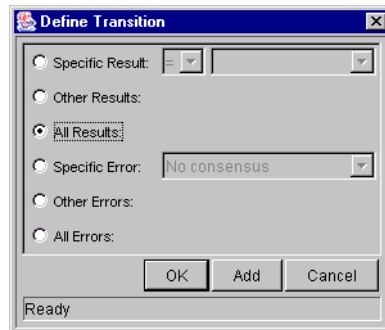 Define Transition
Specific Result: =
Other Results:
All Results:
Specific Error: No consensus
Other Errors:
All Errors:
OK Add Cancel
Ready